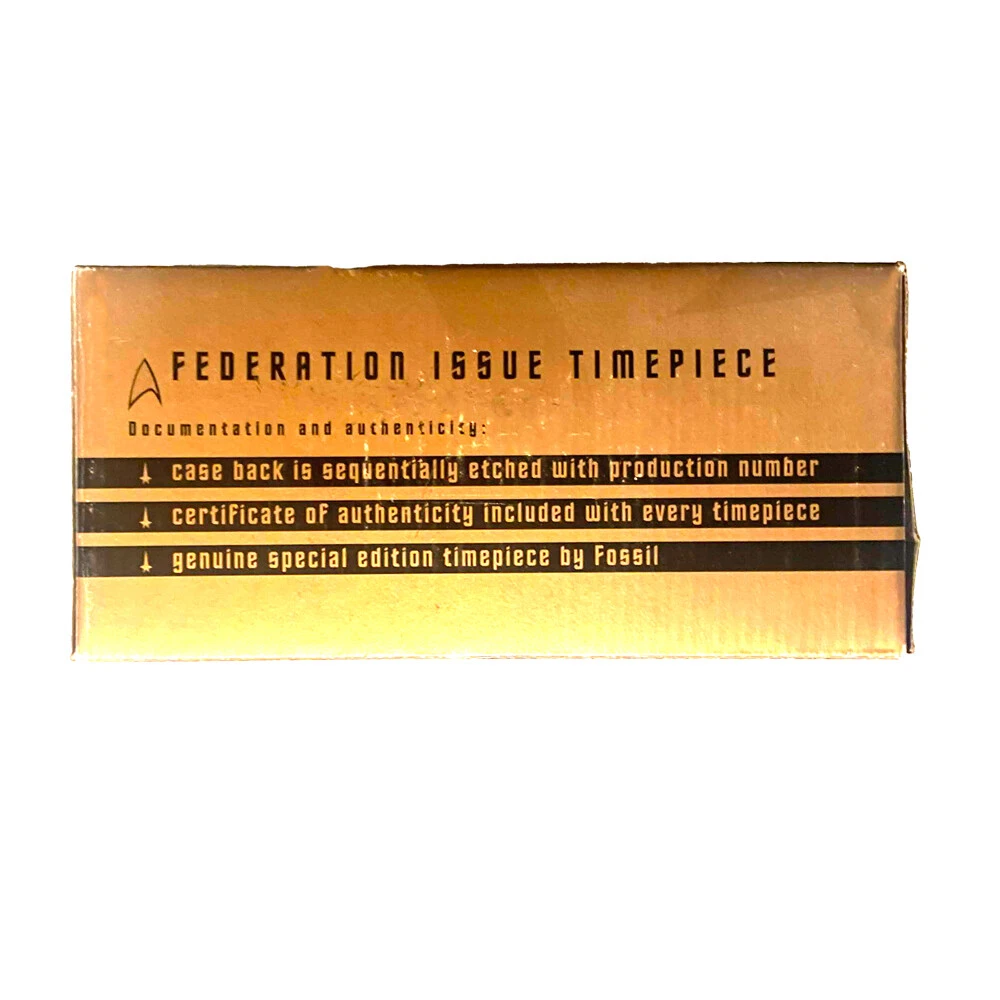 FEDERATION ISSUE TIMEPIECE
Documentation and authenticity:
case back is sequentially etched with production number
certificate of authenticity included with every timepiece
genuine special edition timepiece by Fossil